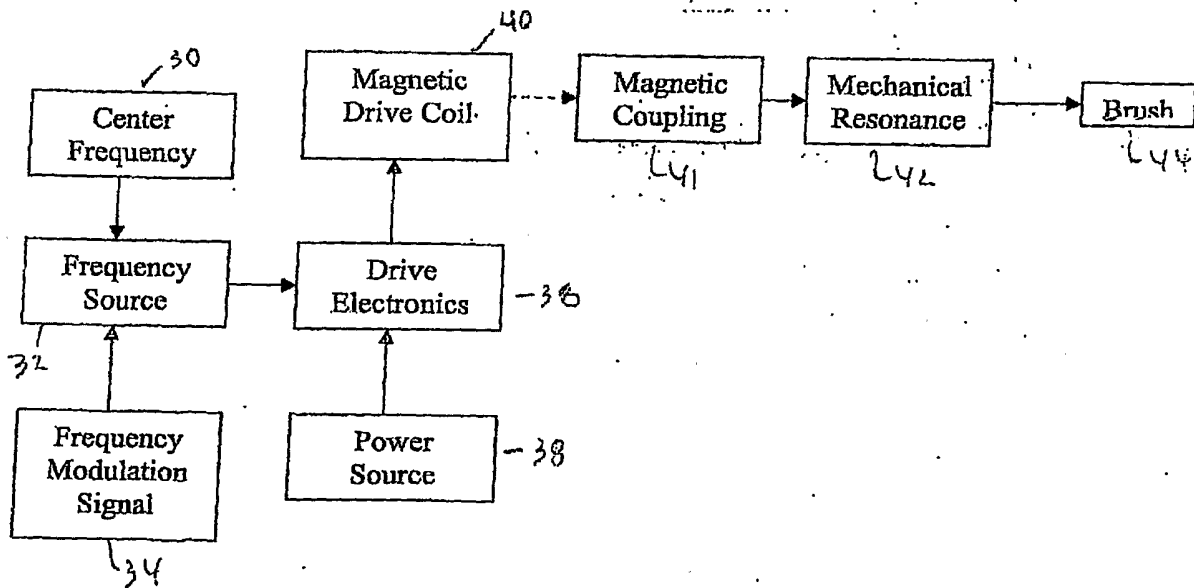 30
40
Center
Frequency
Magnetic
Drive Coil
Magnetic
Coupling
41
Mechanical
Resonance
42
Brush
44
Frequency
Source
32
Drive
Electronics
Frequency
Modulation
Signal
34
Power
Source
38